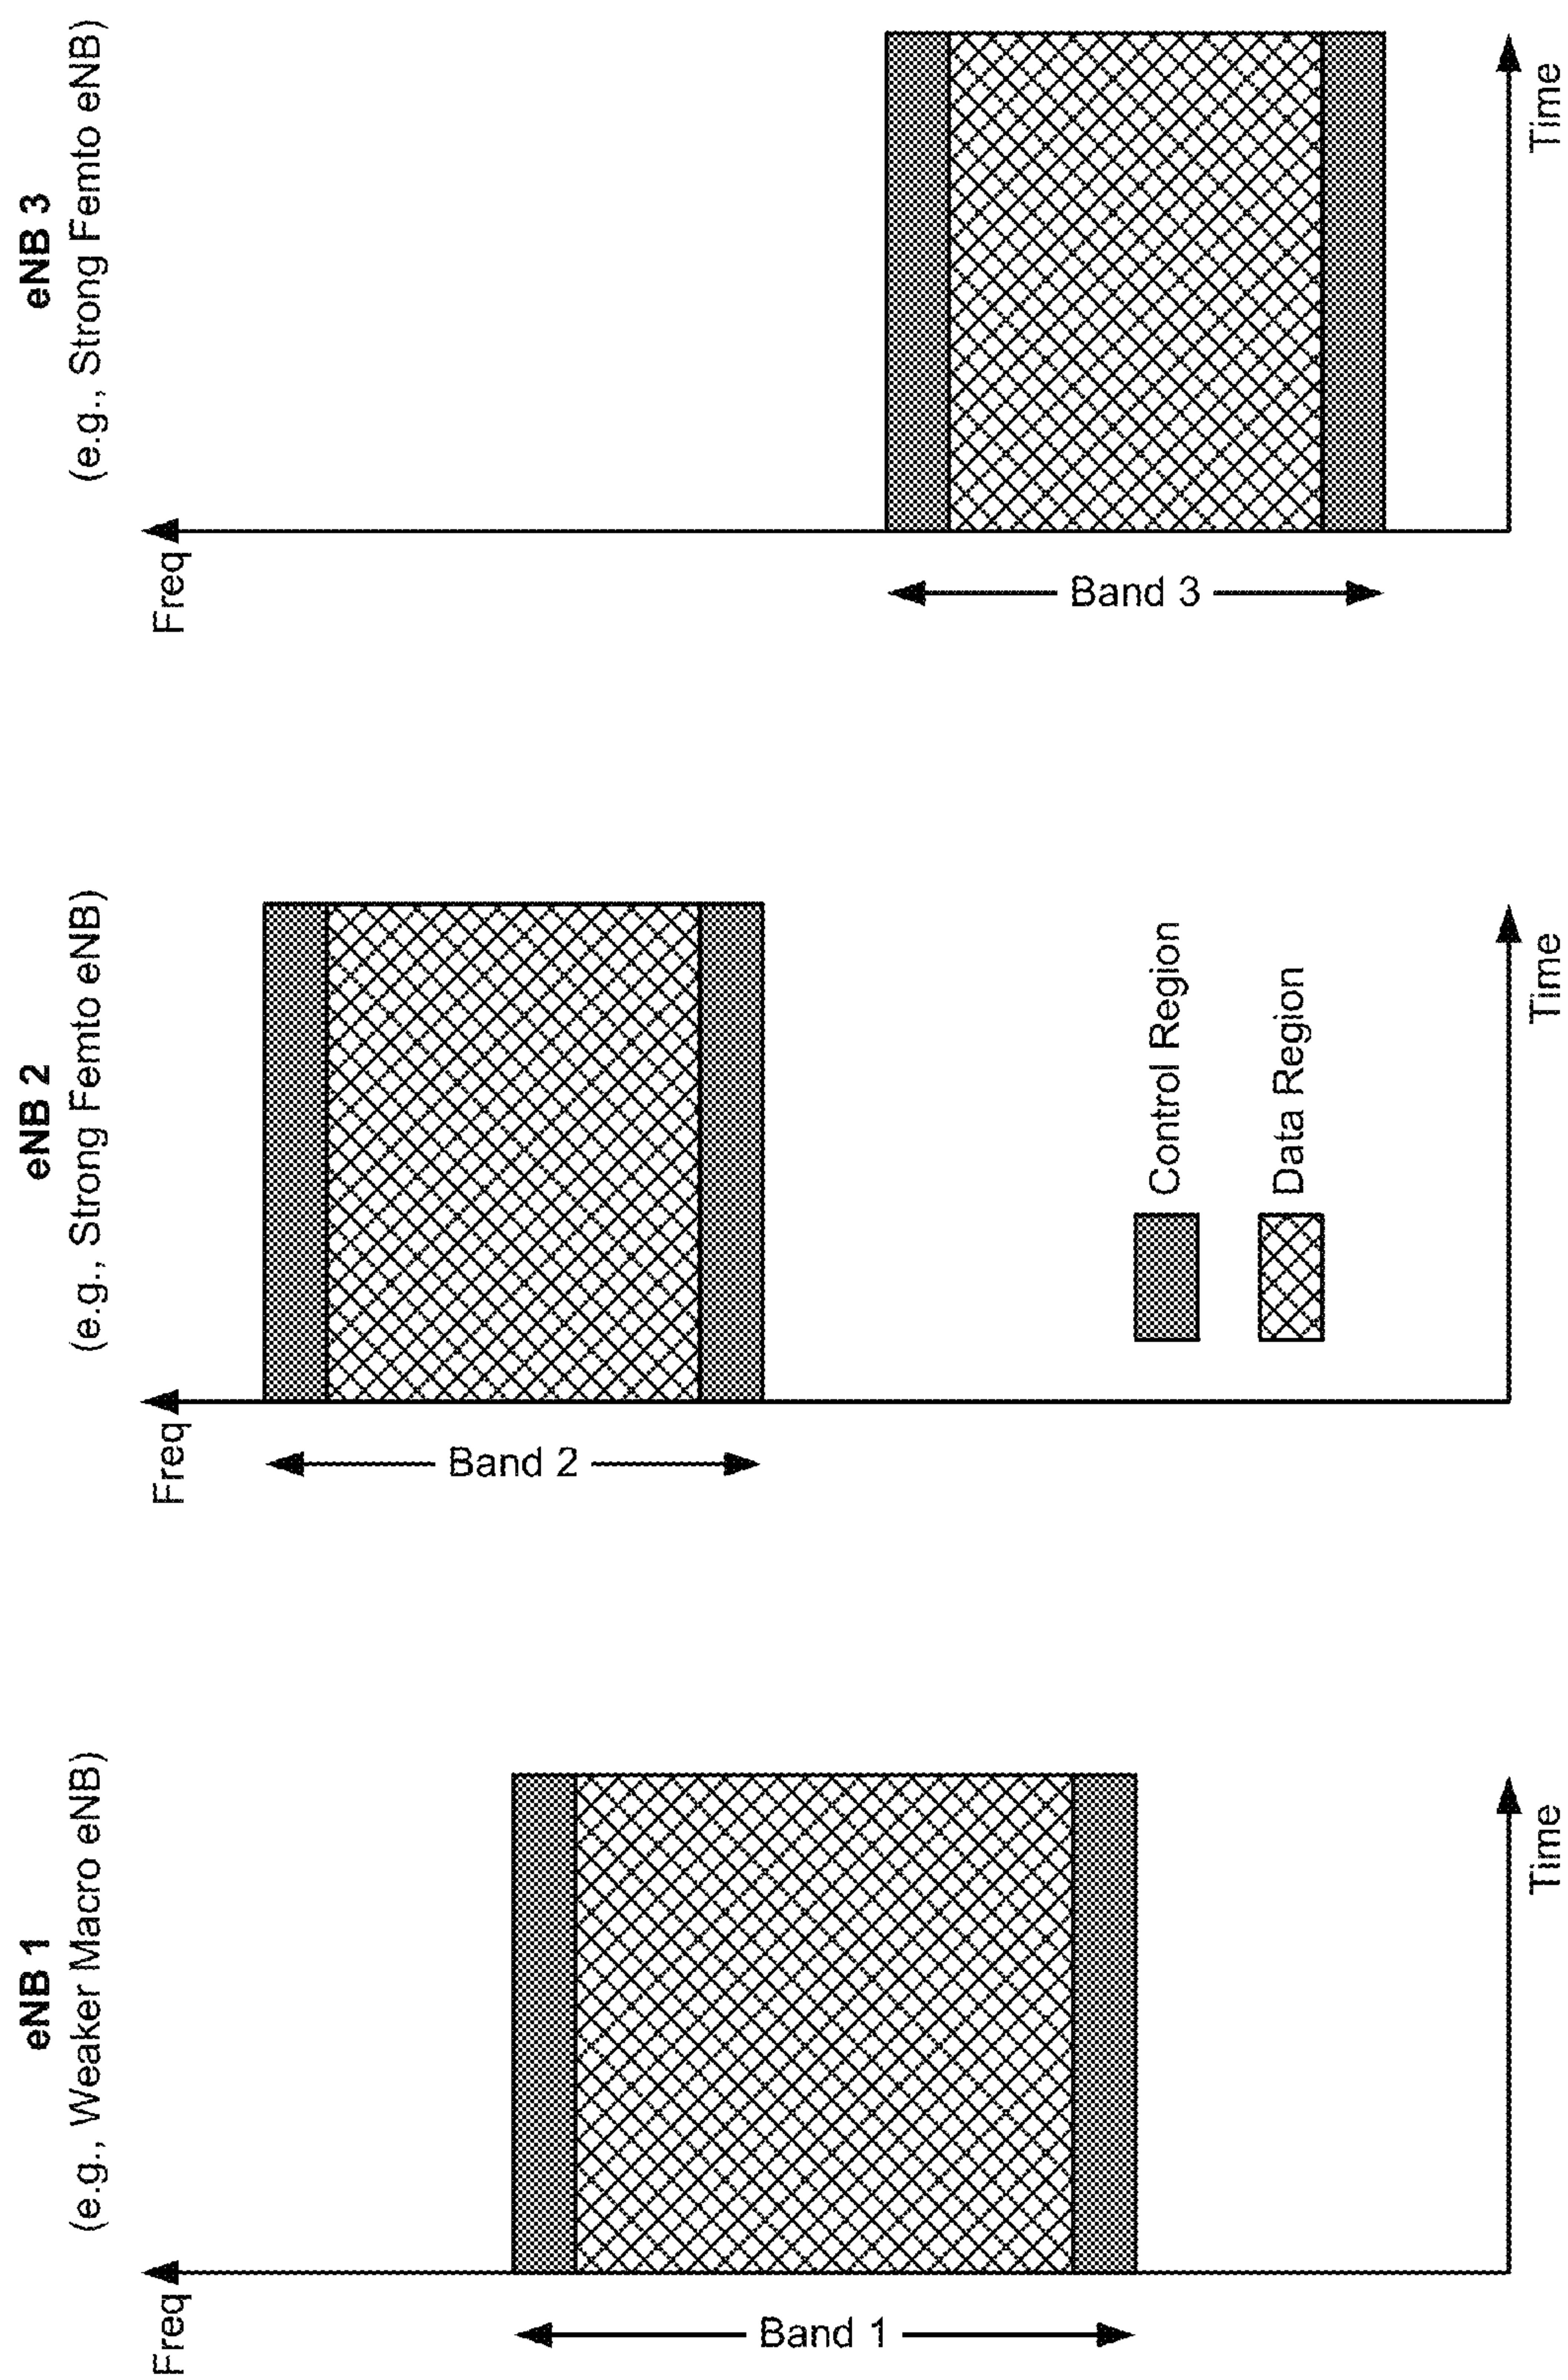 eNB 1
(e.g., Weaker Macro eNB)
Freq
Band 1
Time
eNB 2
(e.g., Strong Femto eNB)
Freq
Band 2
Control Region
Data Region
Time
eNB 3
(e.g., Strong Femto eNB)
Freq
Band 3
Time